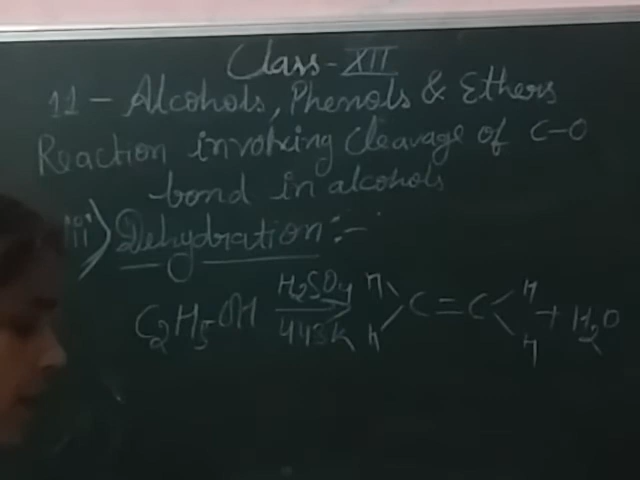 Class-XII
11 - Alcohols, Phenols & Ethers
Reaction involving cleavage of C-O
bond in alcohols
iii) Dehydration :-
H₂SO₄ H H
C₂H₅OH → C=C + H₂O
443K H H